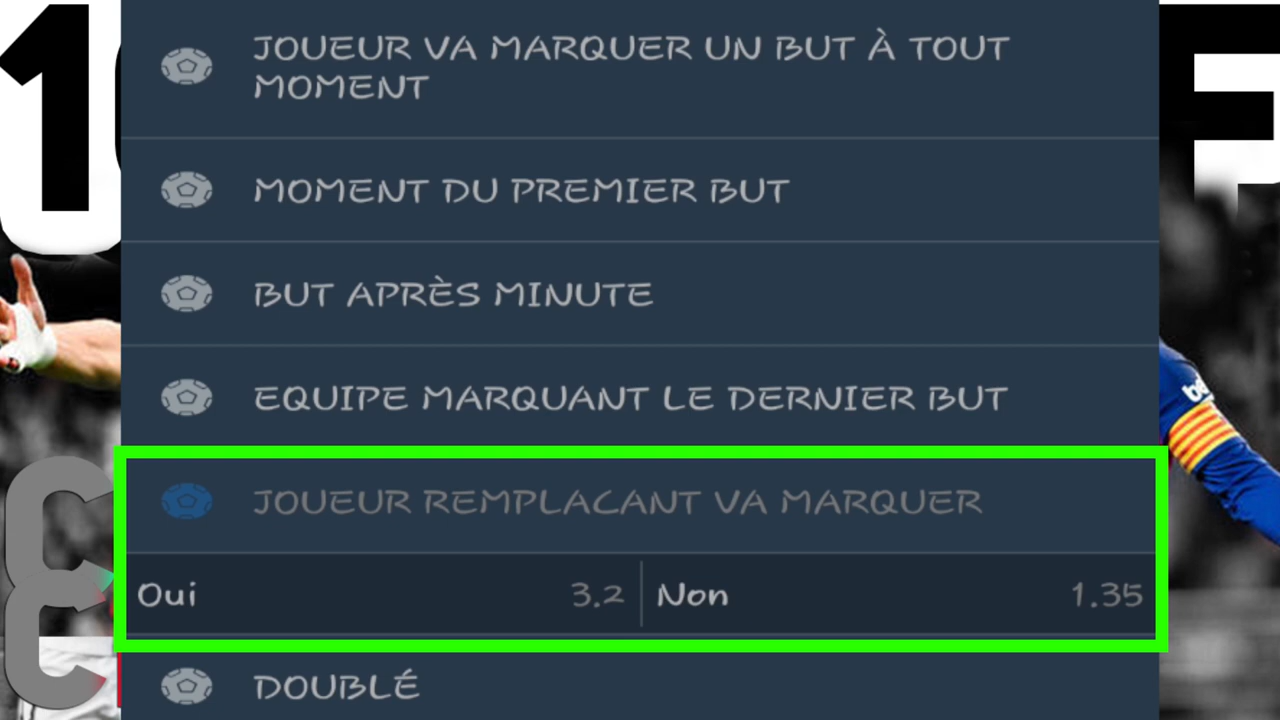 JOUEUR VA MARQUER UN BUT À TOUT
MOMENT
MOMENT DU PREMIER BUT
BUT APRÈS MINUTE
EQUIPE MARQUANT LE DERNIER BUT
JOUEUR REMPLACANT VA MARQUER
Oui 3.2 Non 1.35
DOUBLÉ